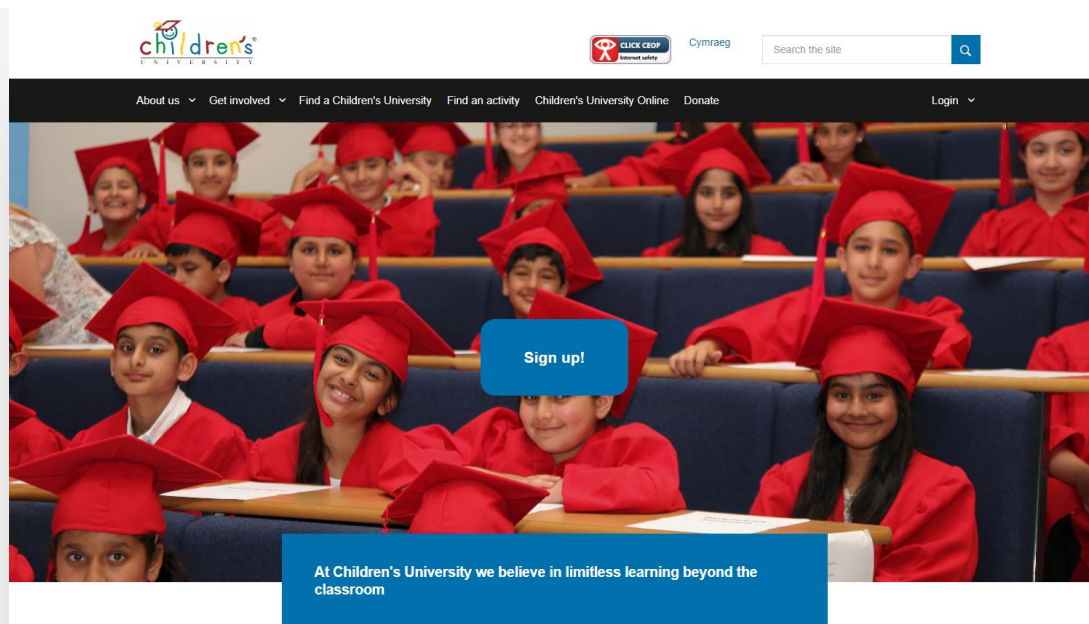 children's®
UNIVERSITY
CLICK CEOP
Internet safety
Cymraeg
Search the site
About us
Get involved
Find a Children's University
Find an activity
Children's University Online
Donate
Login
Sign up!
At Children's University we believe in limitless learning beyond the
classroom